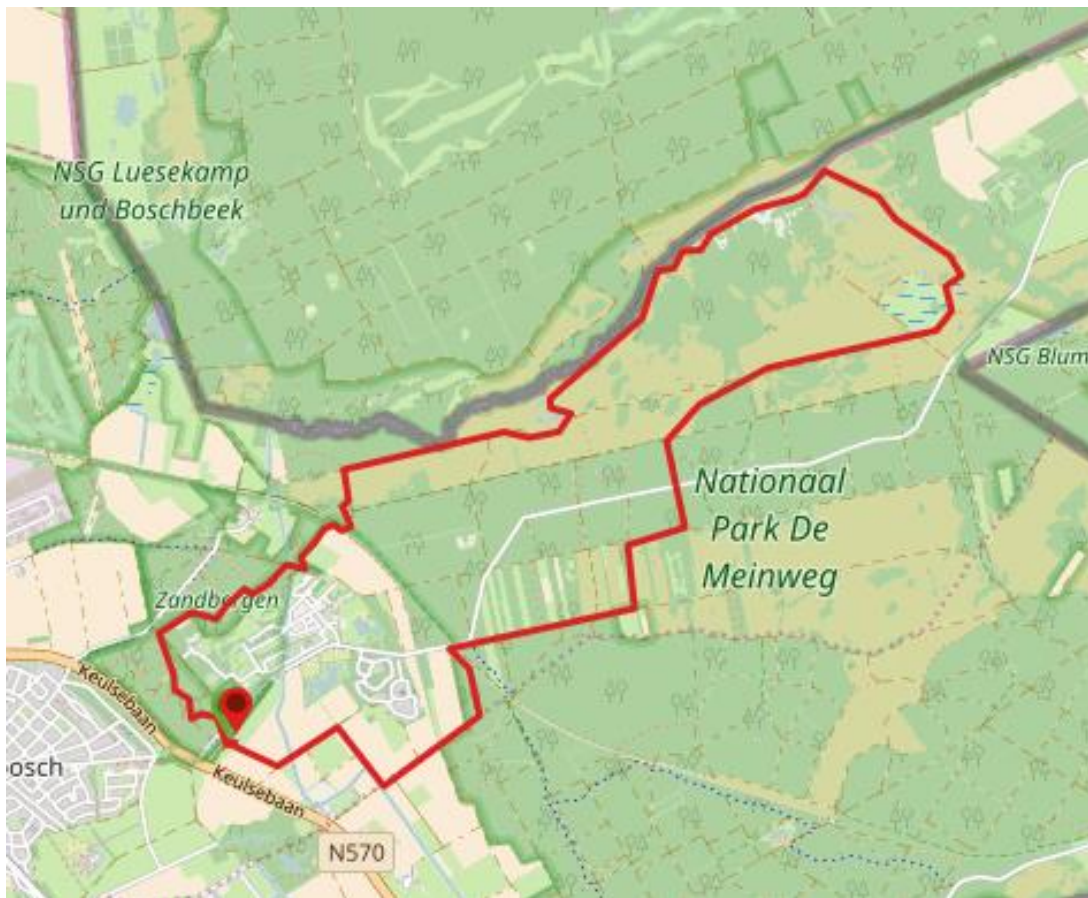 NSG Luesekamp
und Boschbeek
NSG Blum
Nationaal
Park De
Meinweg
Zandbergen
Keulsebaan
osch
Keulsebaan
N570